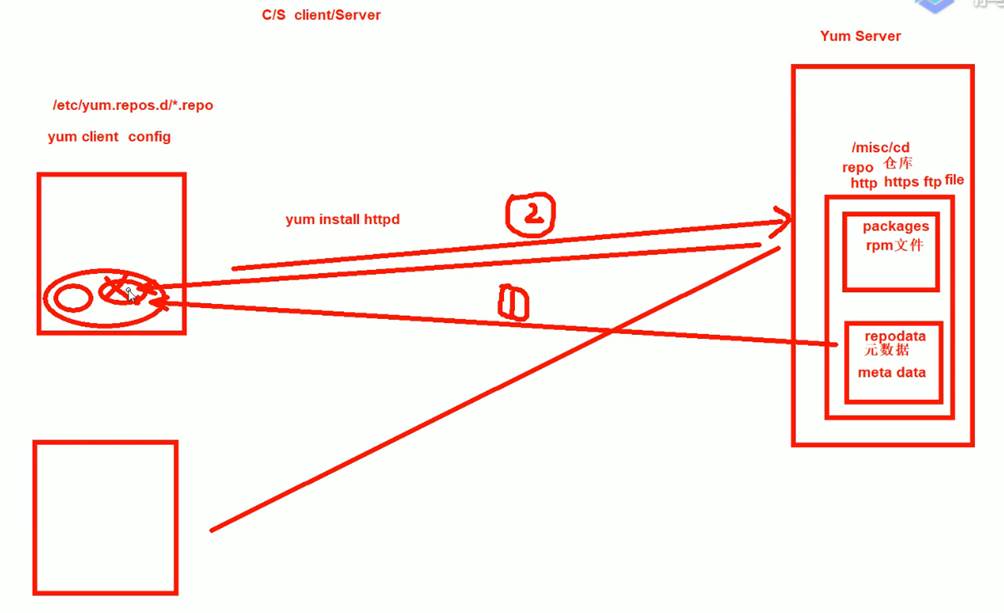 C/S client/Server
Yum Server
/etc/yum.repos.d/*.repo
yum client config
/misc/cd
repo 仓库
http https ftp file
yum install httpd
2
packages
rpm文件
1
repodata
元数据
meta data